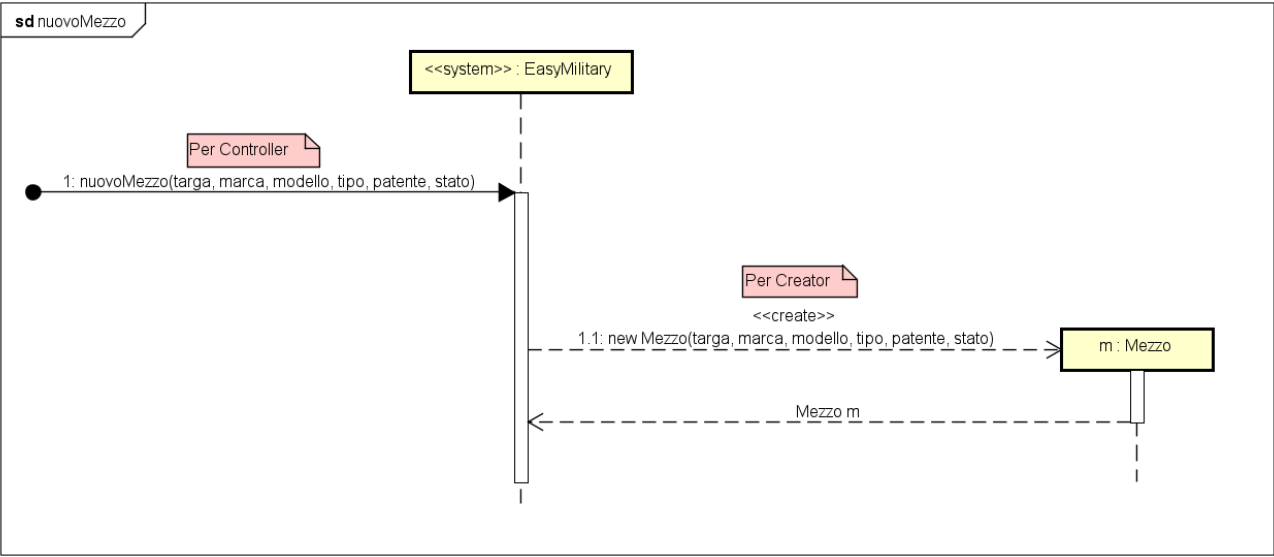 sd nuovoMezzo
<<system>> : EasyMilitary
Per Controller
1: nuovoMezzo(targa, marca, modello, tipo, patente, stato)
Per Creator
<<create>>
1.1: new Mezzo(targa, marca, modello, tipo, patente, stato)
m : Mezzo
Mezzo m